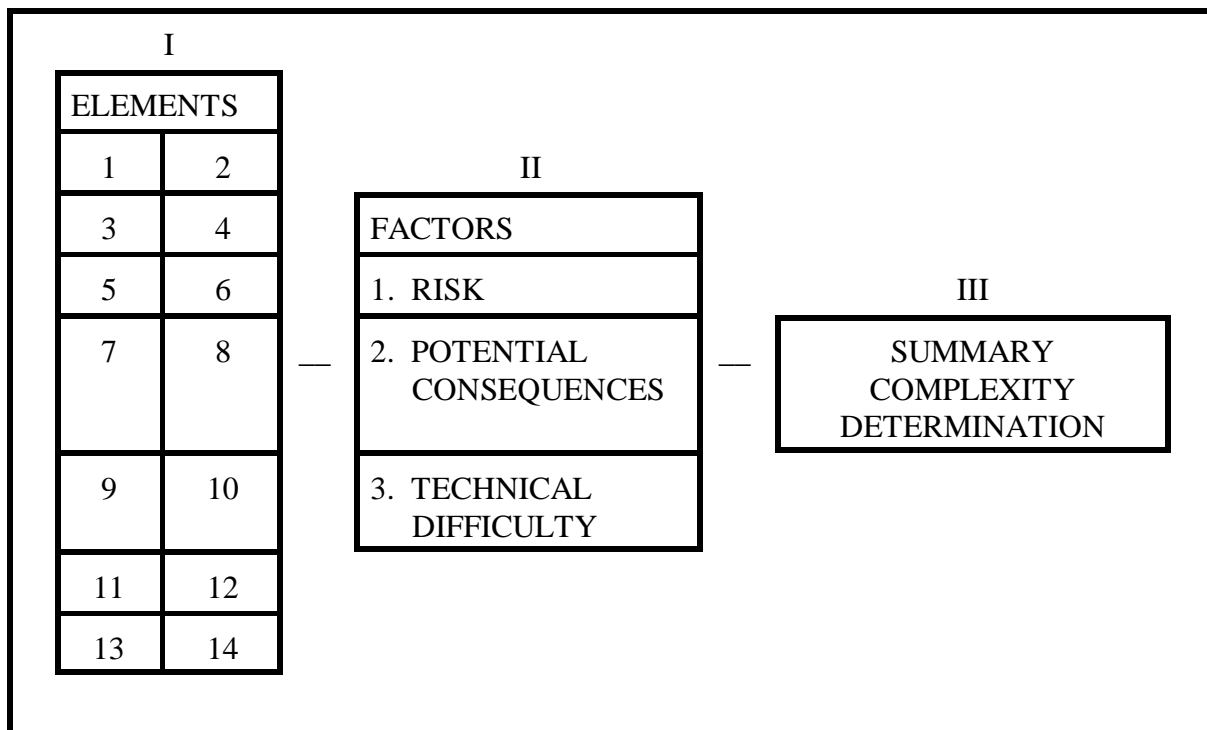 I
ELEMENTS
1 2
3 4
5 6
7 8
9 10
11 12
13 14
II
FACTORS
1. RISK
2. POTENTIAL
CONSEQUENCES
3. TECHNICAL
DIFFICULTY
III
SUMMARY
COMPLEXITY
DETERMINATION